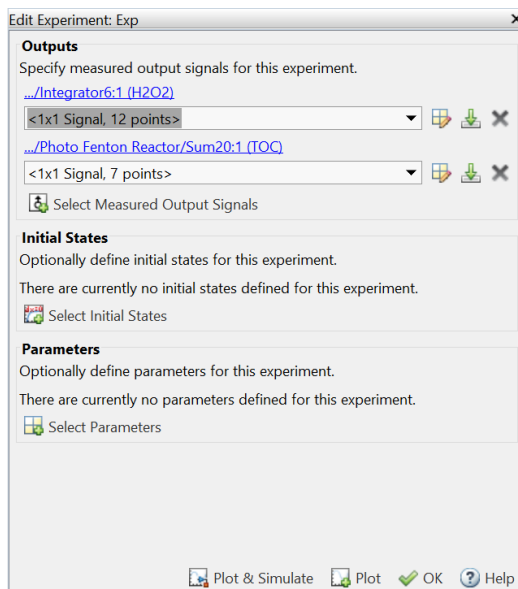 Edit Experiment: Exp
Outputs
Specify measured output signals for this experiment.
.../Integrator6:1 (H2O2)
<1x1 Signal, 12 points>
.../Photo Fenton Reactor/Sum20:1 (TOC)
<1x1 Signal, 7 points>
Select Measured Output Signals
Initial States
Optionally define initial states for this experiment.
There are currently no initial states defined for this experiment.
Select Initial States
Parameters
Optionally define parameters for this experiment.
There are currently no parameters defined for this experiment.
Select Parameters
Plot & Simulate Plot OK Help